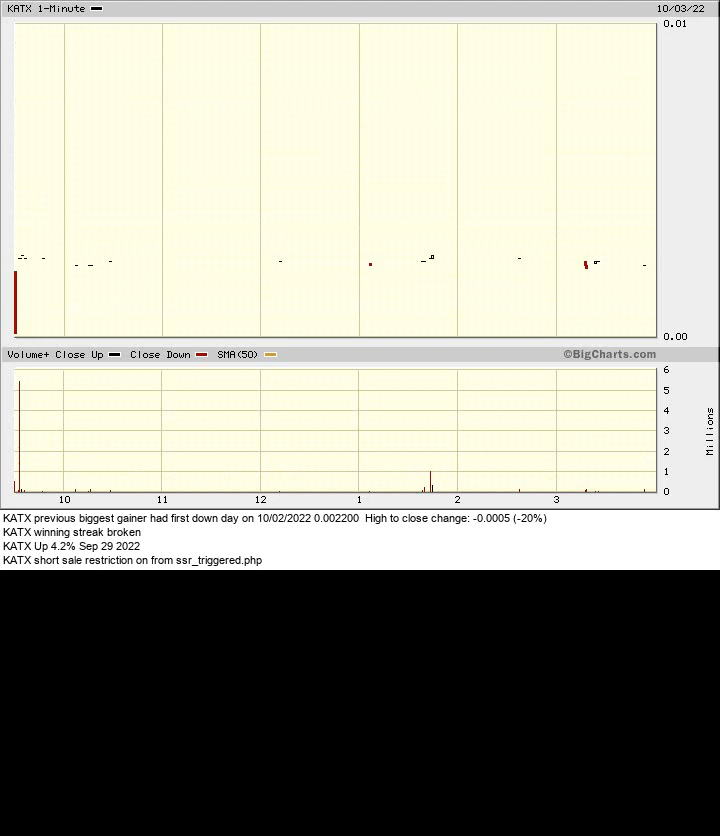 KATX 1-Minute 10/03/22
0.01
0.00
Volume+ Close Up Close Down SMA(50) ©BigCharts.com
6
5
4
3
2
1
0
Millions
10 11 12 1 2 3
KATX previous biggest gainer had first down day on 10/02/2022 0.002200 High to close change: -0.0005 (-20%)
KATX winning streak broken
KATX Up 4.2% Sep 29 2022
KATX short sale restriction on from ssr_triggered.php